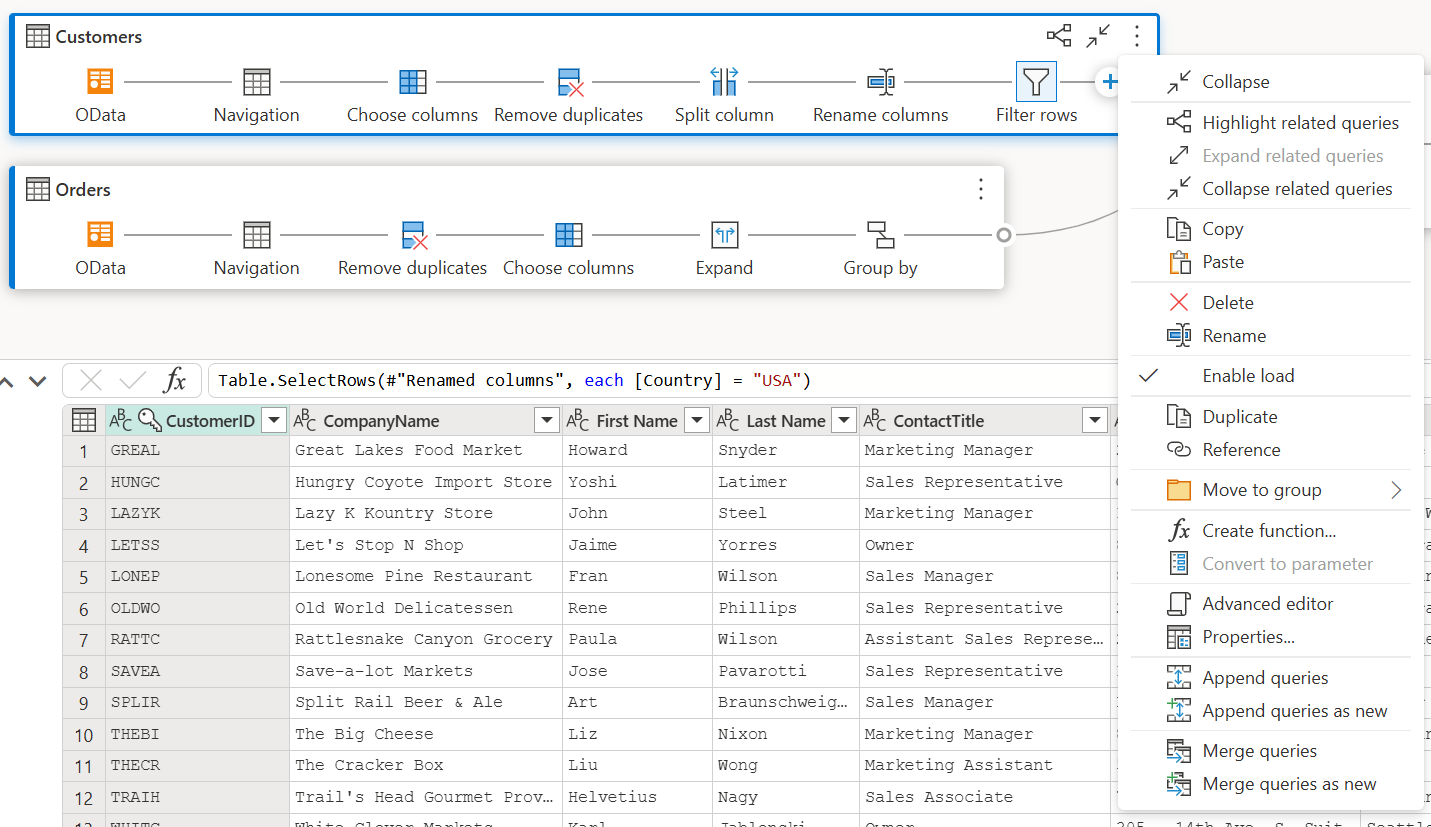 Customers
OData Navigation Choose columns Remove duplicates Split column Rename columns Filter rows
Orders
OData Navigation Remove duplicates Choose columns Expand Group by
Collapse
Highlight related queries
Expand related queries
Collapse related queries
Copy
Paste
Delete
Rename
Enable load
Duplicate
Reference
Move to group
Create function...
Convert to parameter
Advanced editor
Properties...
Append queries
Append queries as new
Merge queries
Merge queries as new
fx Table.SelectRows(#"Renamed columns", each [Country] = "USA")
CustomerID CompanyName First Name Last Name ContactTitle
1 GREAL Great Lakes Food Market Howard Snyder Marketing Manager
2 HUNGC Hungry Coyote Import Store Yoshi Latimer Sales Representative
3 LAZYK Lazy K Kountry Store John Steel Marketing Manager
4 LETSS Let's Stop N Shop Jaime Yorres Owner
5 LONEP Lonesome Pine Restaurant Fran Wilson Sales Manager
6 OLDWO Old World Delicatessen Rene Phillips Sales Representative
7 RATTC Rattlesnake Canyon Grocery Paula Wilson Assistant Sales Represe...
8 SAVEA Save-a-lot Markets Jose Pavarotti Sales Representative
9 SPLIR Split Rail Beer & Ale Art Braunschweig... Sales Manager
10 THEBI The Big Cheese Liz Nixon Marketing Manager
11 THECR The Cracker Box Liu Wong Marketing Assistant
12 TRAIH Trail's Head Gourmet Prov... Helvetius Nagy Sales Associate